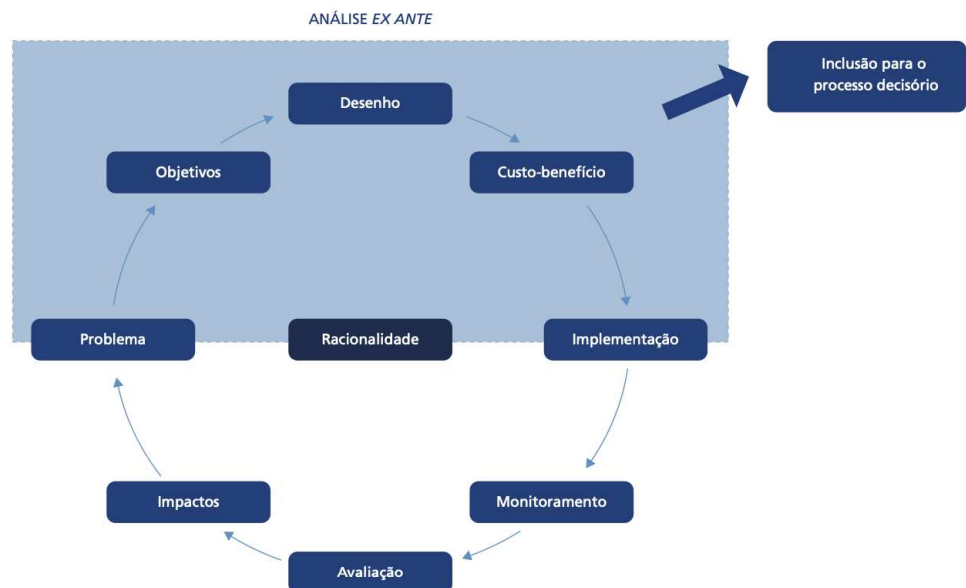 ANÁLISE EX ANTE
Inclusão para o
processo decisório
Desenho
Objetivos
Custo-benefício
Problema
Racionalidade
Implementação
Impactos
Monitoramento
Avaliação